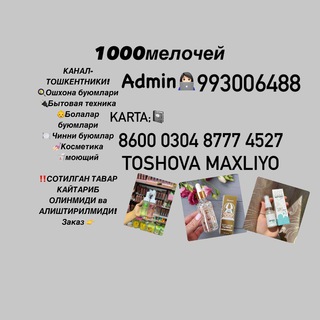 1000мелочей
КАНАЛ-
ТОШКЕНТНИКИ!
🔍Ошхона буюмлари
🔌Бытовая техника
👶Болалар
буюмлари
🍽️Чинни буюмлар
💅Косметика
🧼моющий
‼️СОТИЛГАН ТАВАР
КАЙТАРИБ
ОЛИНМИДИ ва
АЛИШТИРИЛМИДИ!
Заказ 👉
Admin👩🏻‍💻993006488
KARTA:📓
8600 0304 8777 4527
TOSHOVA MAXLIYO